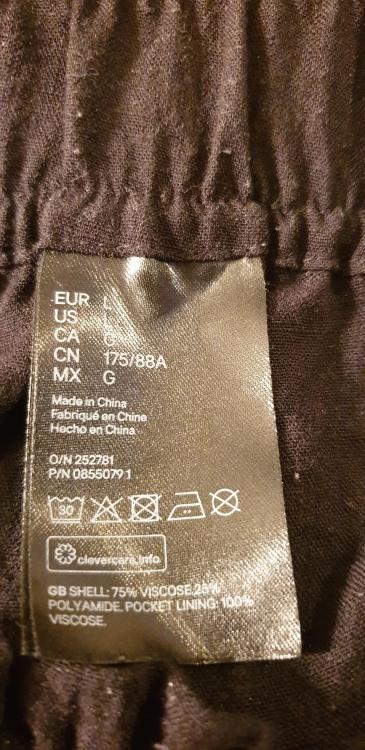 EUR L
US L
CA
CN 175/88A
MX G
Made in China
Fabriqué en Chine
Hecho en China
O/N 252781
P/N 0855079 1
30
clevercare.info
GB SHELL: 75% VISCOSE.25%
POLYAMIDE. POCKET LINING: 100%
VISCOSE.